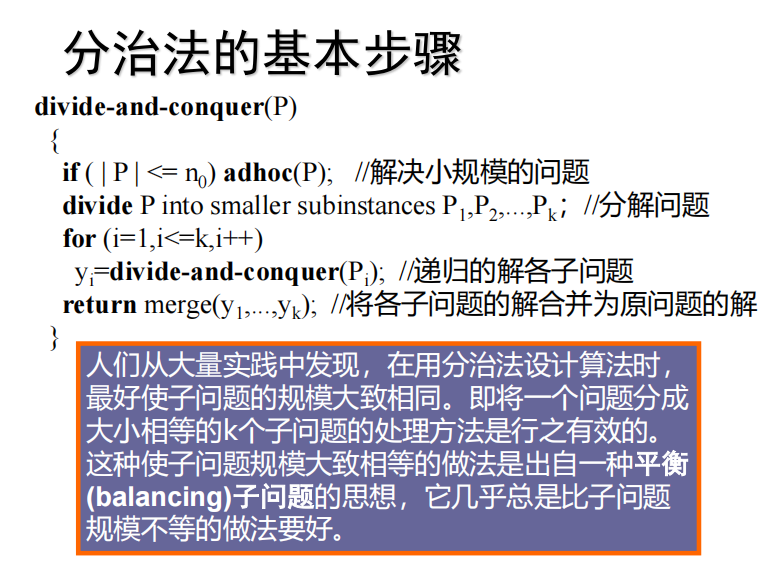 分治法的基本步骤
divide-and-conquer(P)
{
if ( | P | <= n0) adhoc(P); //解决小规模的问题
divide P into smaller subinstances P1,P2,...,Pk；//分解问题
for (i=1,i<=k,i++)
yi=divide-and-conquer(Pi); //递归的解各子问题
return merge(y1,...,yk); //将各子问题的解合并为原问题的解
}
人们从大量实践中发现，在用分治法设计算法时，
最好使子问题的规模大致相同。即将一个问题分成
大小相等的k个子问题的处理方法是行之有效的。
这种使子问题规模大致相等的做法是出自一种平衡
(balancing)子问题的思想，它几乎总是比子问题
规模不等的做法要好。